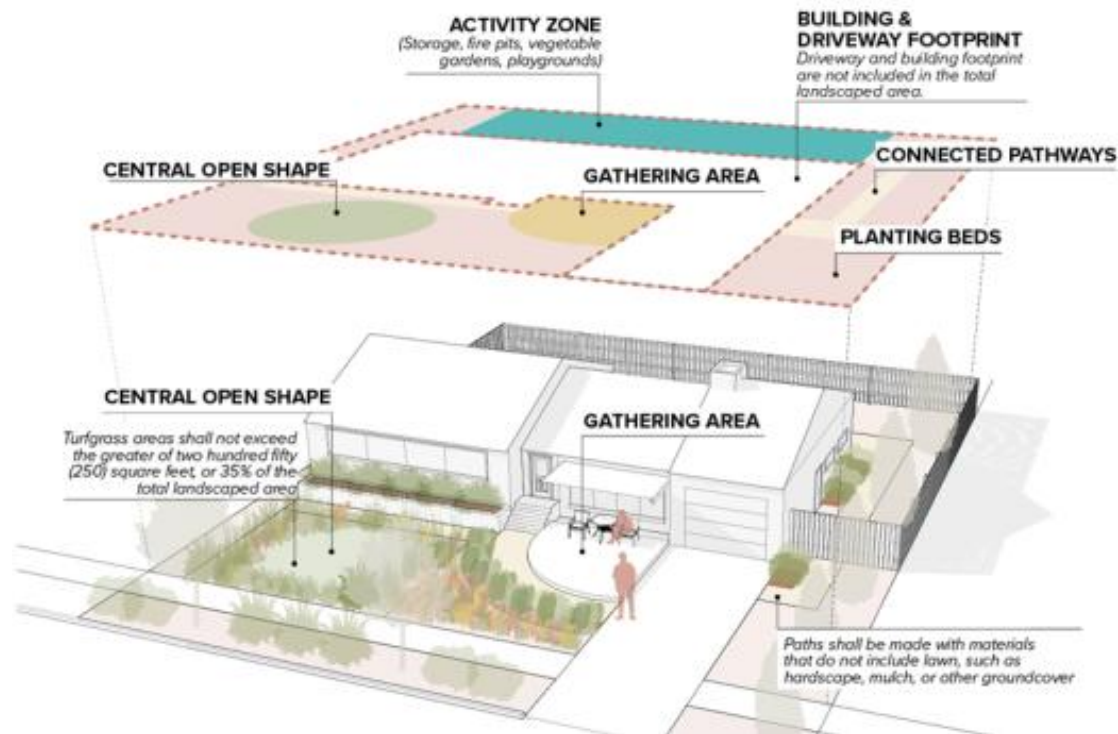 ACTIVITY ZONE
(Storage, fire pits, vegetable
gardens, playgrounds)
BUILDING &
DRIVEWAY FOOTPRINT
Driveway and building footprint
are not included in the total
landscaped area.
CENTRAL OPEN SHAPE
GATHERING AREA
CONNECTED PATHWAYS
PLANTING BEDS
CENTRAL OPEN SHAPE
Turfgrass areas shall not exceed
the greater of two hundred fifty
(250) square feet, or 35% of the
total landscaped area
GATHERING AREA
Paths shall be made with materials
that do not include lawn, such as
hardscape, mulch, or other groundcover